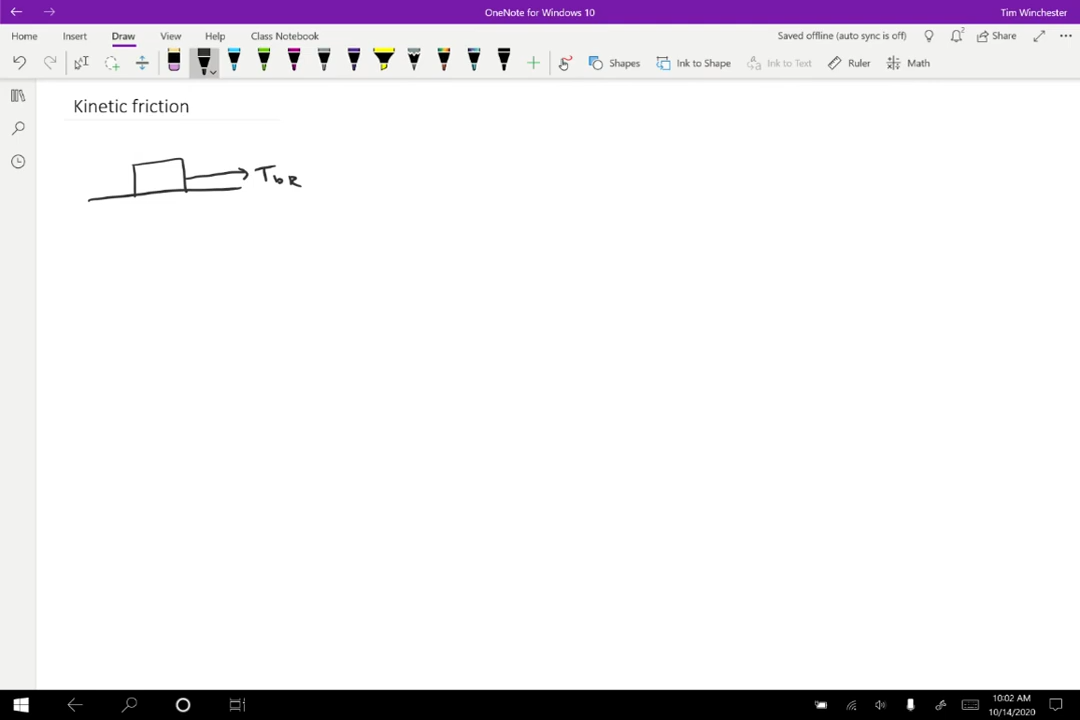 OneNote for Windows 10
Tim Winchester
Home Insert Draw View Help Class Notebook
Saved offline (auto sync is off)
Share
Shapes Ink to Shape Ink to Text Ruler Math
Kinetic friction
TbR
10:02 AM
10/14/2020